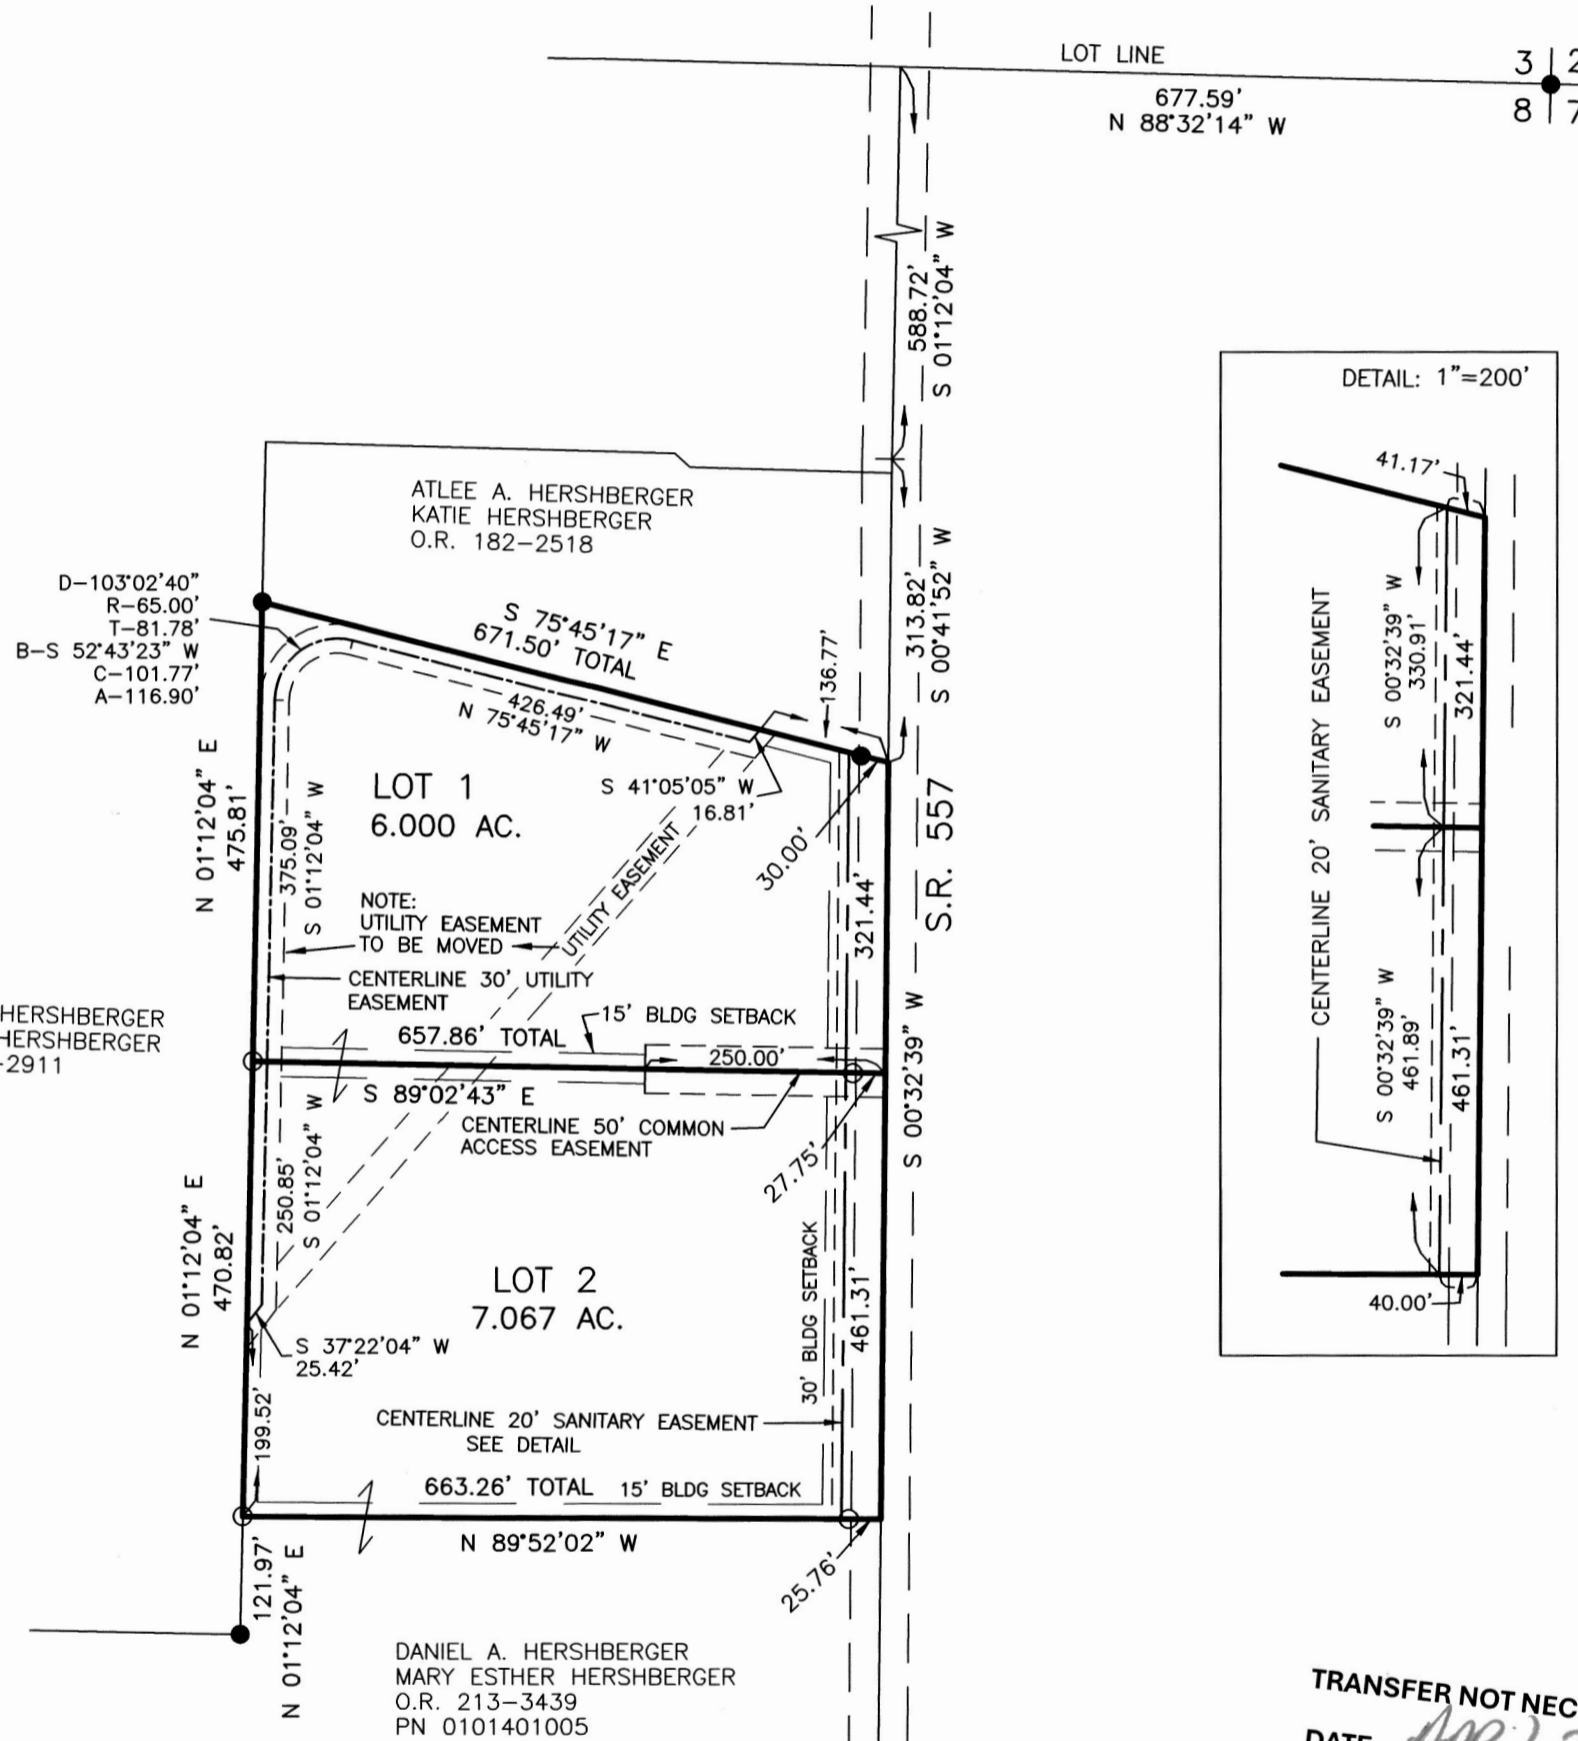 LOT LINE
3 2
8 7
677.59'
N 88°32'14" W
588.72'
S 01°12'04" W
DETAIL: 1"=200'
41.17'
S 00°32'39" W
330.91'
321.44'
CENTERLINE 20' SANITARY EASEMENT
S 00°32'39" W
461.89'
461.31'
40.00'
ATLEE A. HERSHBERGER
KATIE HERSHBERGER
O.R. 182-2518
313.82'
S 00°41'52" W
D-103°02'40"
R-65.00'
T-81.78'
B-S 52°43'23" W
C-101.77'
A-116.90'
S 75°45'17" E
671.50' TOTAL
136.77'
426.49'
N 75°45'17" W
S 41°05'05" W
16.81'
30.00'
S.R. 557
LOT 1
6.000 AC.
N 01°12'04" E
475.81'
375.09'
S 01°12'04" W
321.44'
NOTE:
UTILITY EASEMENT
TO BE MOVED
UTILITY EASEMENT
CENTERLINE 30' UTILITY
EASEMENT
HERSHBERGER
HERSHBERGER
-2911
657.86' TOTAL
15' BLDG SETBACK
250.00'
S 89°02'43" E
S 00°32'39" W
CENTERLINE 50' COMMON
ACCESS EASEMENT
27.75'
N 01°12'04" E
470.82'
250.85'
S 01°12'04" W
LOT 2
7.067 AC.
30' BLDG SETBACK
461.31'
S 37°22'04" W
25.42'
199.52'
CENTERLINE 20' SANITARY EASEMENT
SEE DETAIL
663.26' TOTAL
15' BLDG SETBACK
N 89°52'02" W
25.76'
121.97'
N 01°12'04" E
DANIEL A. HERSHBERGER
MARY ESTHER HERSHBERGER
O.R. 213-3439
PN 0101401005
TRANSFER NOT NEC
DATE